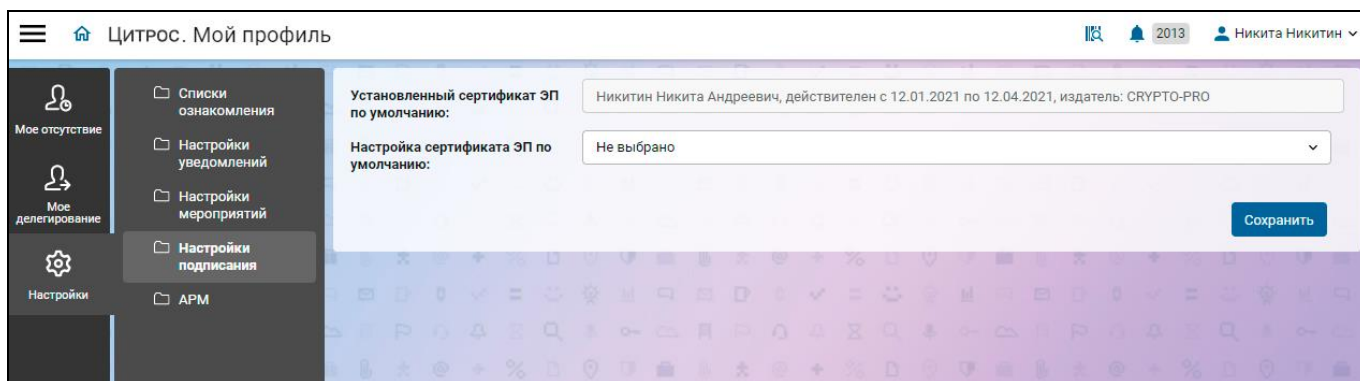 Цитрос. Мой профиль
2013
Никита Никитин
Мое отсутствие
Мое
делегирование
Настройки
Списки
ознакомления
Настройки
уведомлений
Настройки
мероприятий
Настройки
подписания
АРМ
Установленный сертификат ЭП
по умолчанию:
Никитин Никита Андреевич, действителен с 12.01.2021 по 12.04.2021, издатель: CRYPTO-PRO
Настройка сертификата ЭП по
умолчанию:
Не выбрано
Сохранить